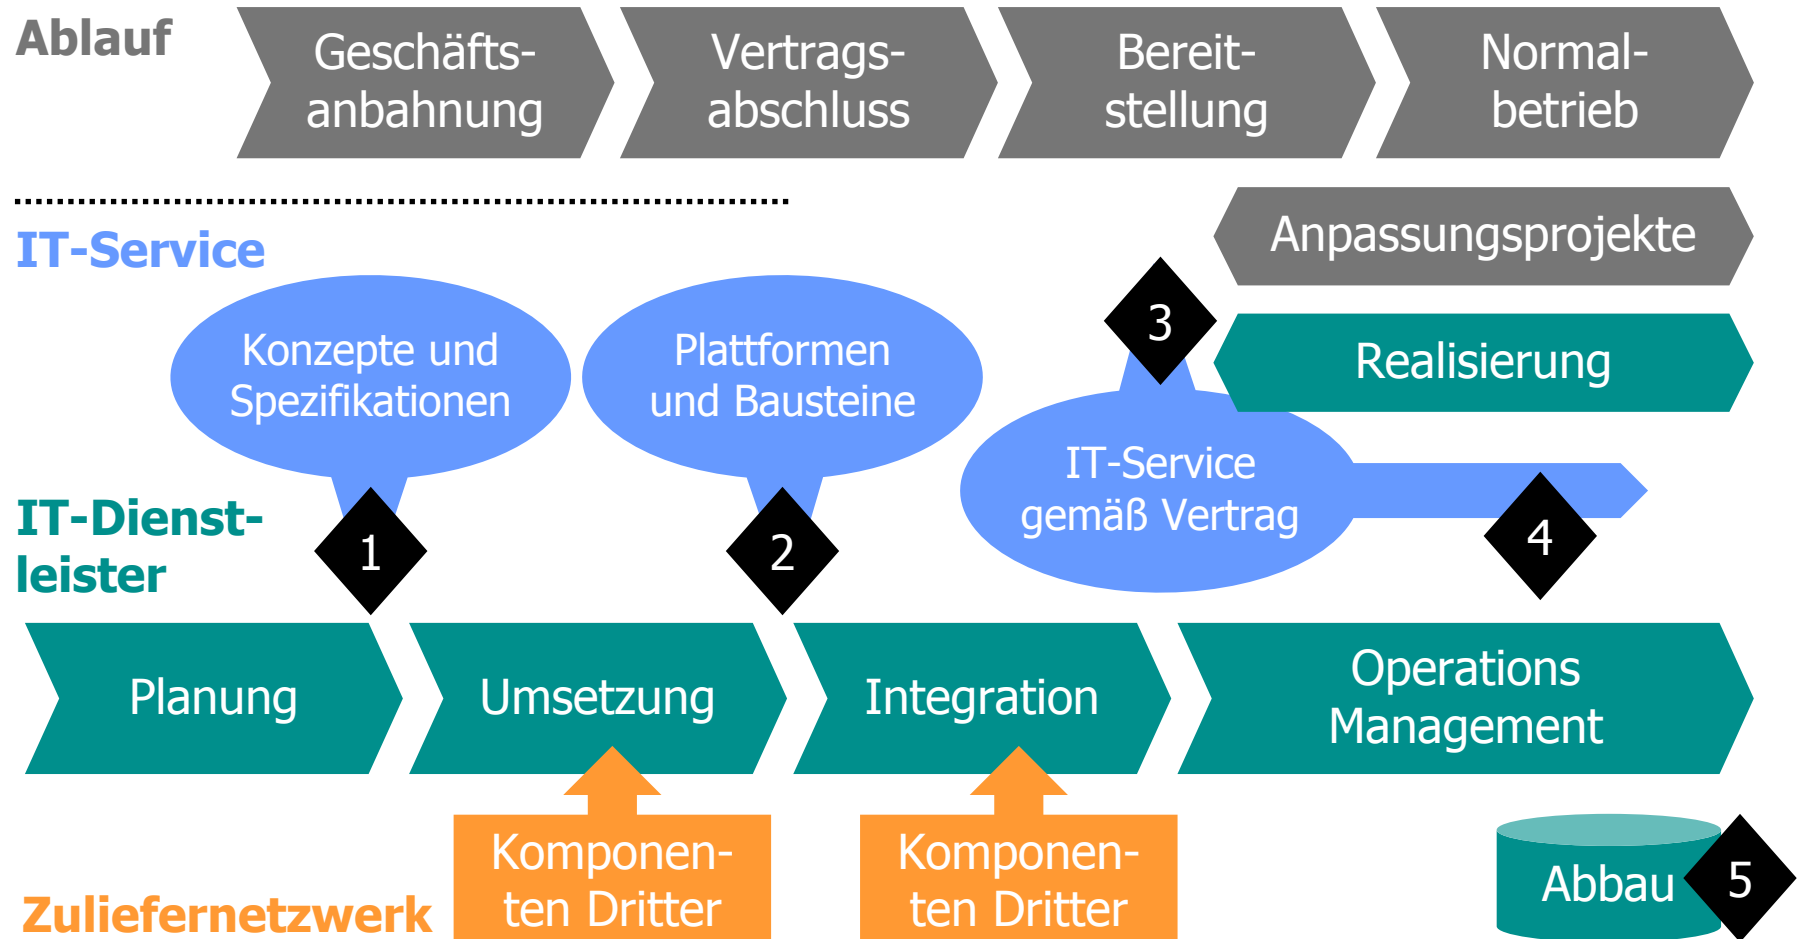 Ablauf
Geschäfts-
anbahnung
Vertrags-
abschluss
Bereit-
stellung
Normal-
betrieb
Anpassungsprojekte
IT-Service
Konzepte und
Spezifikationen
Plattformen
und Bausteine
3
Realisierung
IT-Service
gemäß Vertrag
IT-Dienst-
leister
1
2
4
Planung
Umsetzung
Integration
Operations
Management
Komponen-
ten Dritter
Komponen-
ten Dritter
Abbau
5
Zuliefernetzwerk